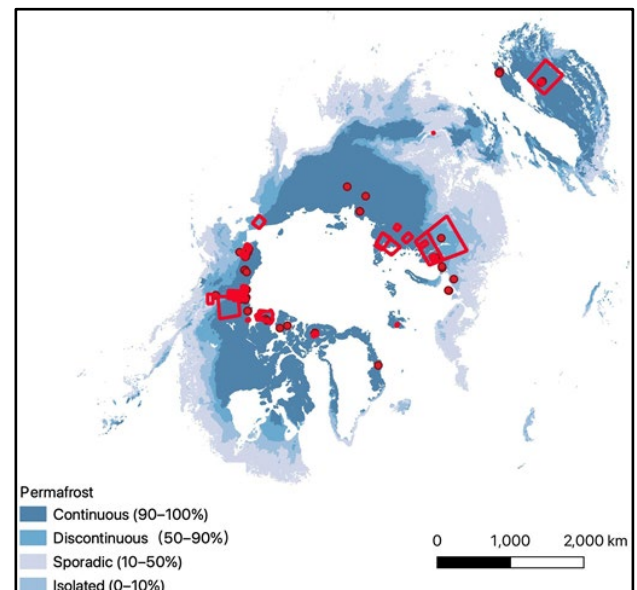 Permafrost
Continuous (90–100%)
Discontinuous (50–90%)
Sporadic (10–50%)
Isolated (0–10%)
0 1,000 2,000 km